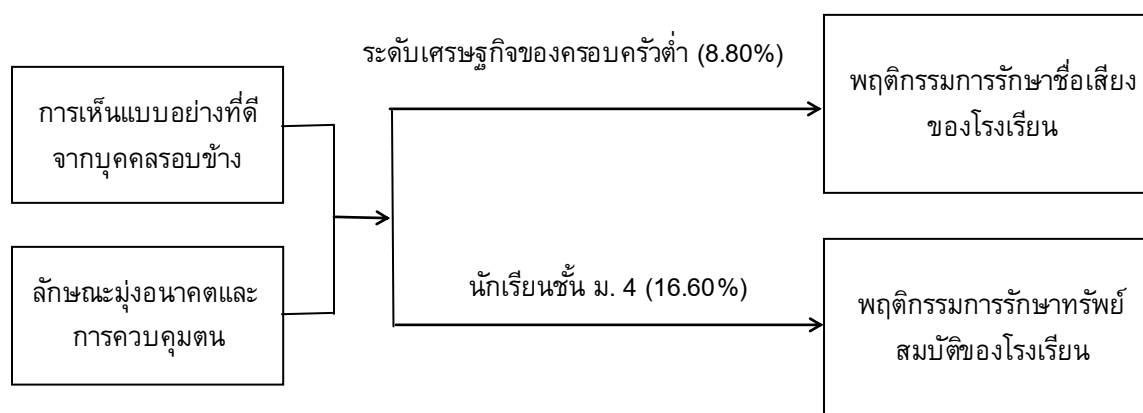 ระดับเศรษฐกิจของครอบครัวต่ำ (8.80%)
การเห็นแบบอย่างที่ดี
จากบุคคลรอบข้าง
พฤติกรรมการรักษาชื่อเสียง
ของโรงเรียน
ลักษณะมุ่งอนาคตและ
การควบคุมตน
นักเรียนชั้น ม. 4 (16.60%)
พฤติกรรมการรักษาทรัพย์
สมบัติของโรงเรียน